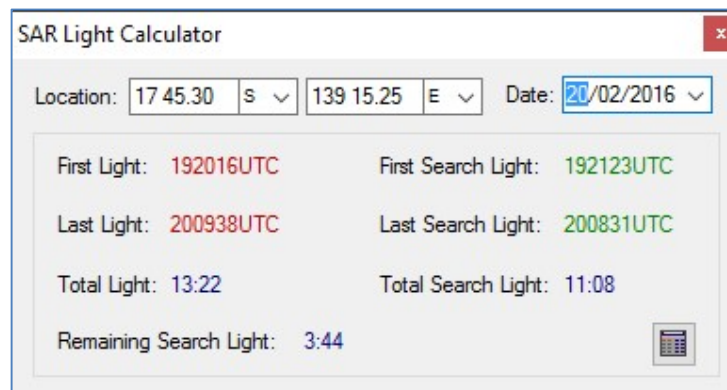 SAR Light Calculator x
Location: 17 45.30 S 139 15.25 E Date: 20/02/2016
First Light: 192016UTC First Search Light: 192123UTC
Last Light: 200938UTC Last Search Light: 200831UTC
Total Light: 13:22 Total Search Light: 11:08
Remaining Search Light: 3:44